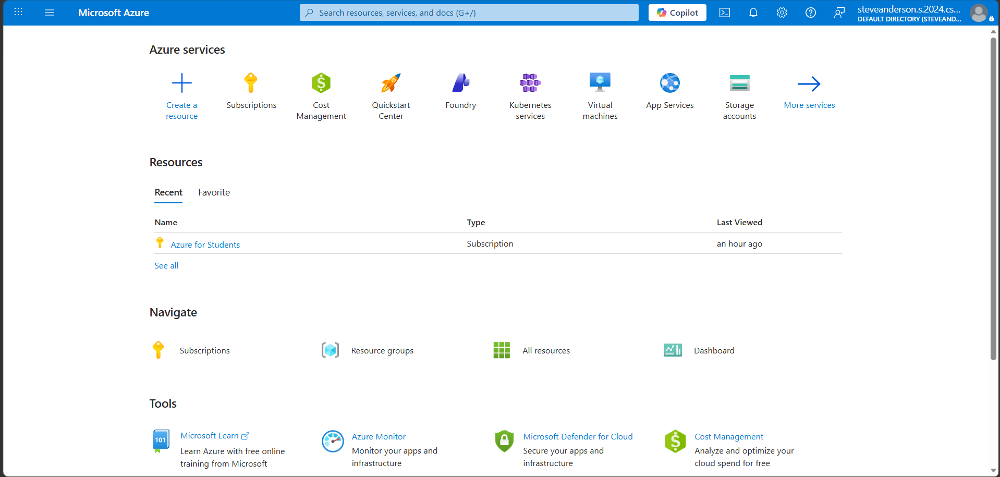 Microsoft Azure
Search resources, services, and docs (G+/)
Copilot
steveanderson.s.2024.cs...
DEFAULT DIRECTORY (STEVEAND...
Azure services
Create a
resource
Subscriptions
Cost
Management
Quickstart
Center
Foundry
Kubernetes
services
Virtual
machines
App Services
Storage
accounts
More services
Resources
Recent
Favorite
Name
Type
Last Viewed
Azure for Students
Subscription
an hour ago
See all
Navigate
Subscriptions
Resource groups
All resources
Dashboard
Tools
101
Microsoft Learn
Learn Azure with free online
training from Microsoft
Azure Monitor
Monitor your apps and
infrastructure
Microsoft Defender for Cloud
Secure your apps and
infrastructure
Cost Management
Analyze and optimize your
cloud spend for free